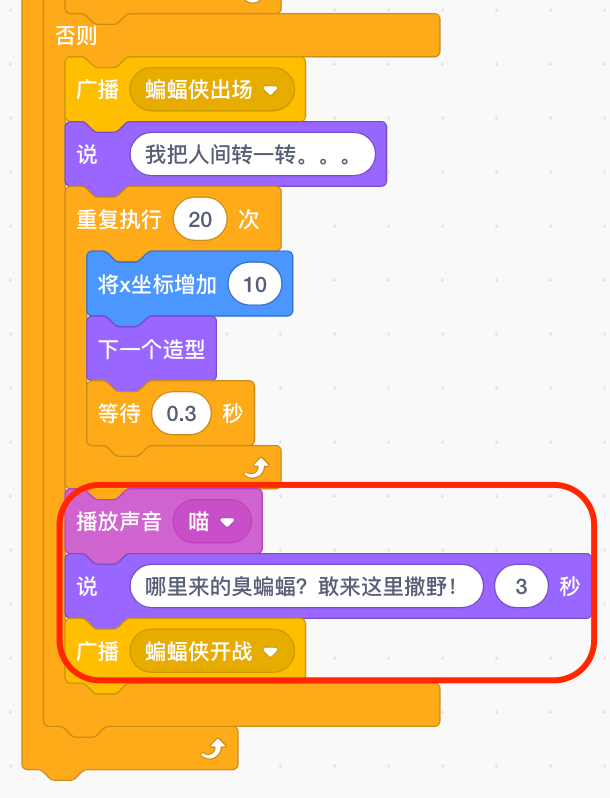 否则
广播 蝙蝠侠出场
说 我把人间转一转。。。
重复执行 20 次
将x坐标增加 10
下一个造型
等待 0.3 秒
播放声音 喵
说 哪里来的臭蝙蝠？敢来这里撒野！ 3 秒
广播 蝙蝠侠开战